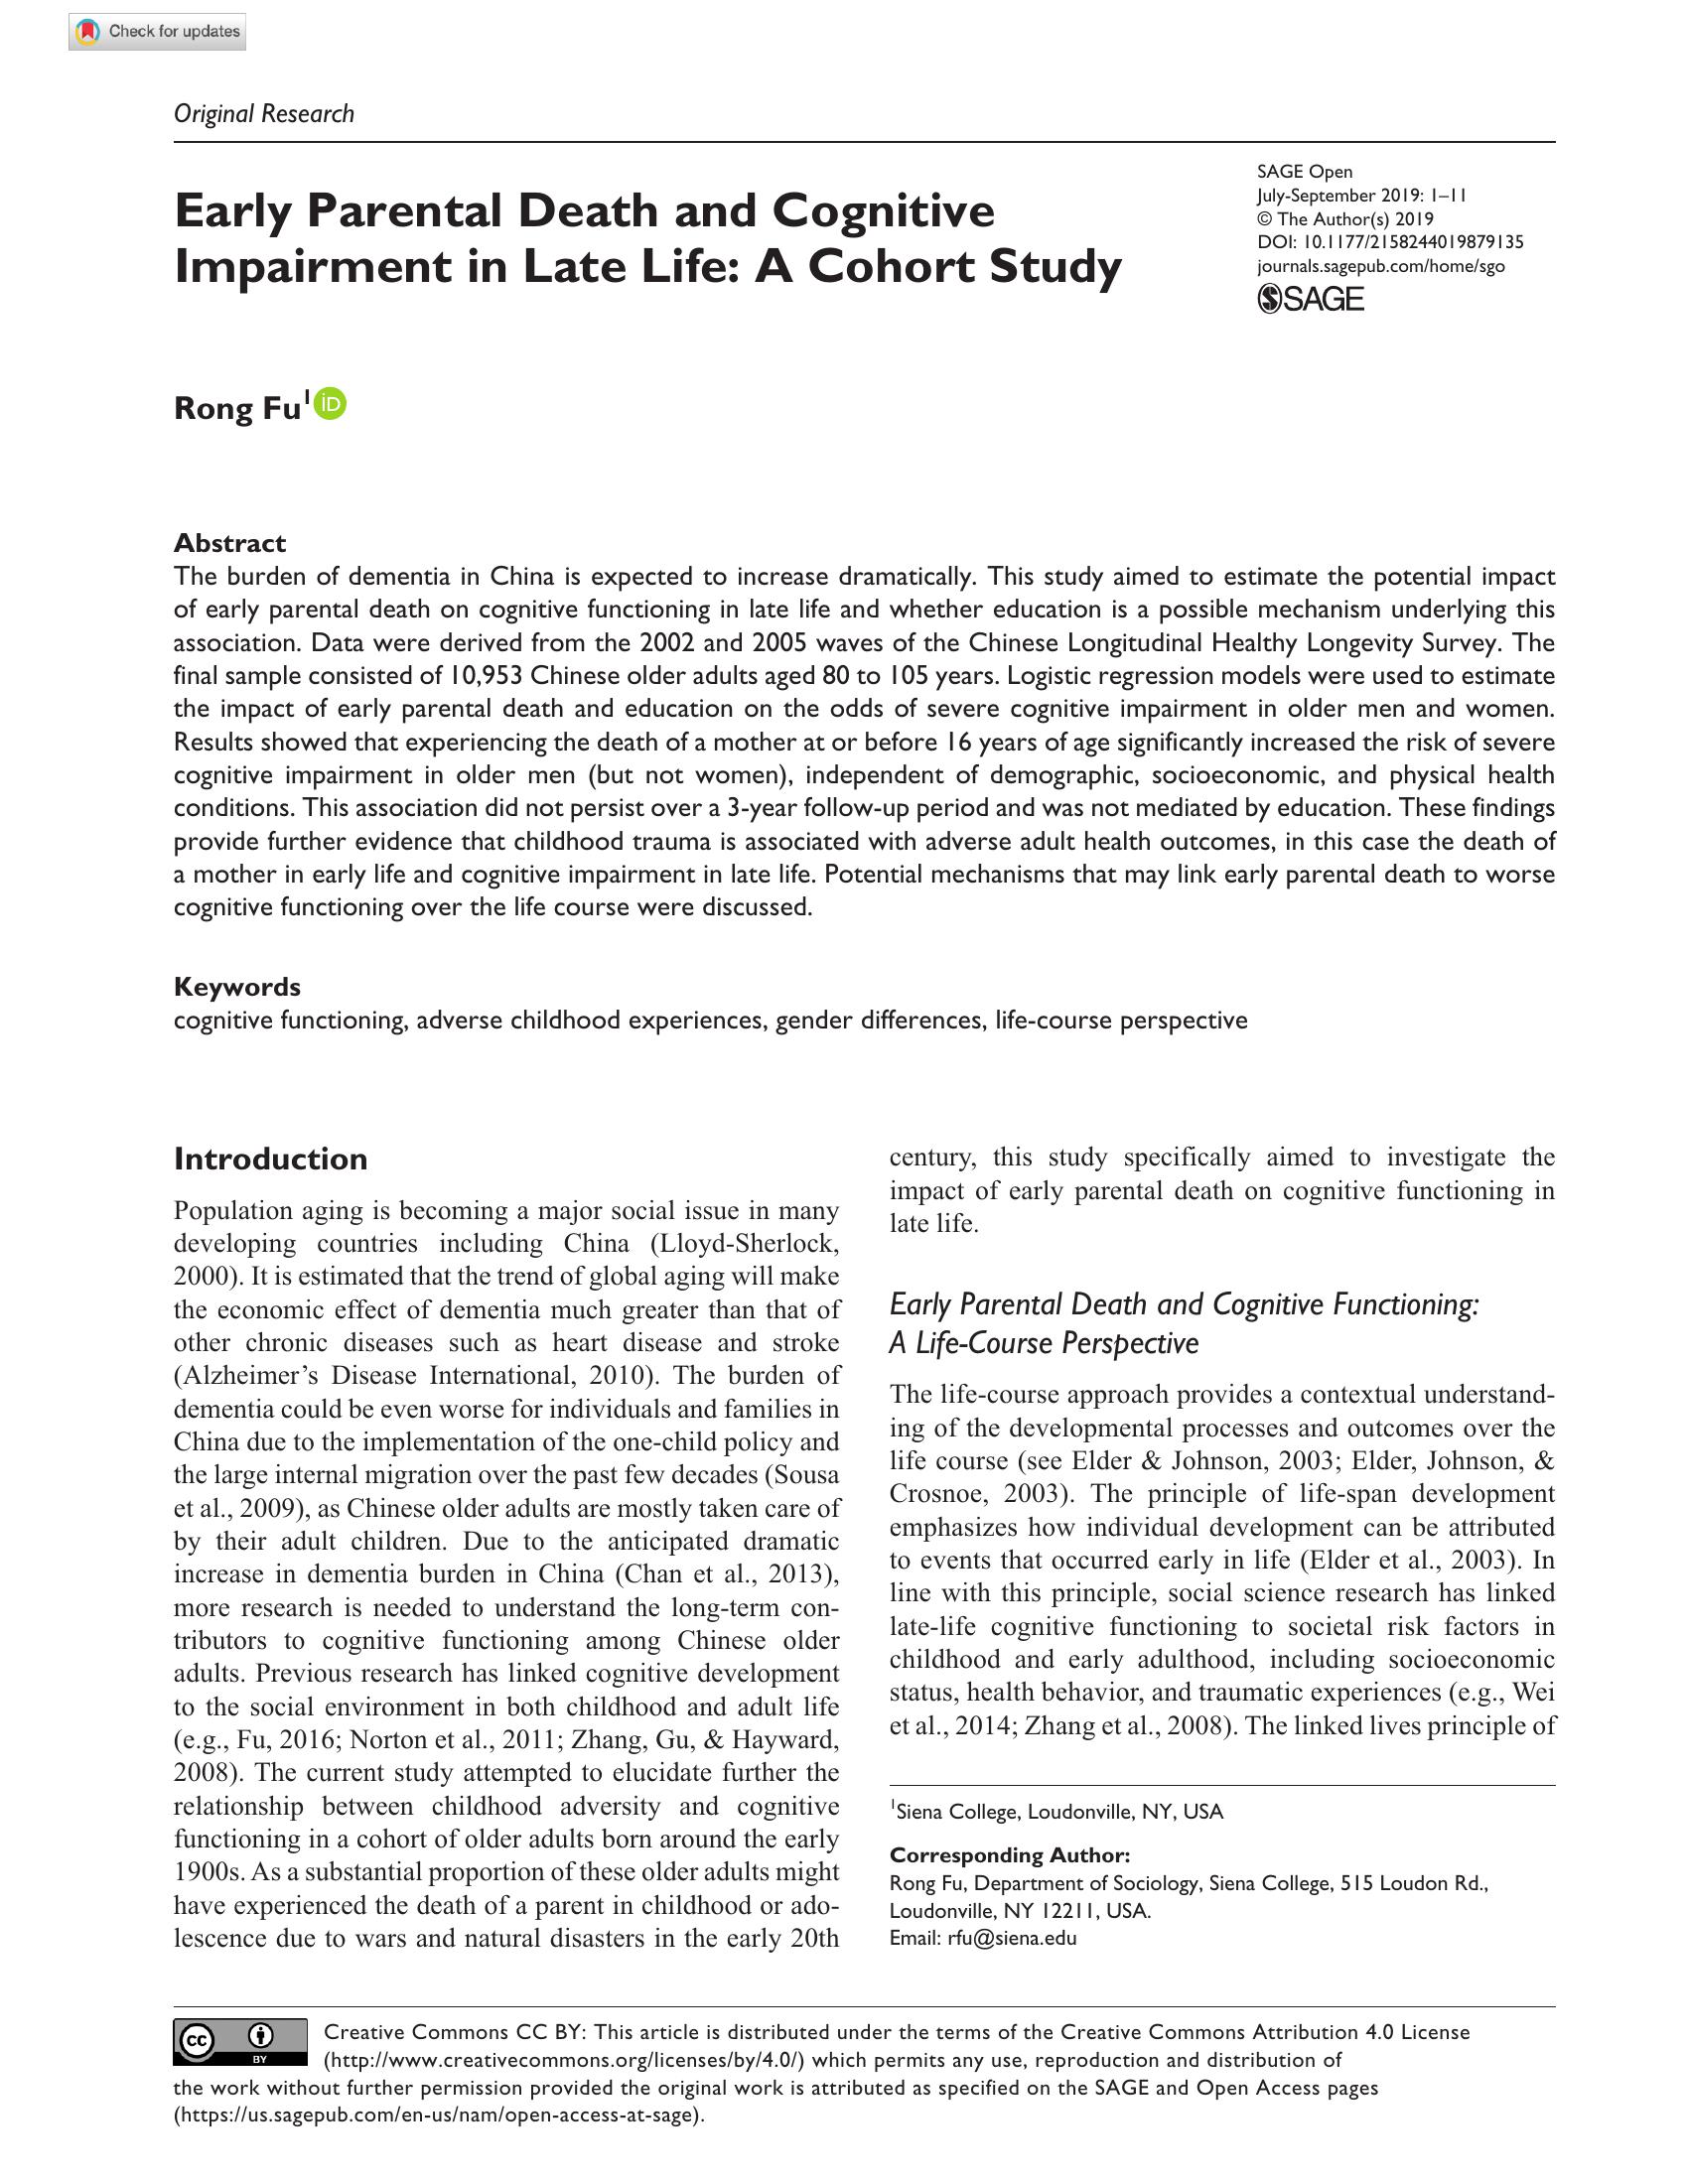 Check for updates
Original Research
Early Parental Death and Cognitive
Impairment in Late Life: A Cohort Study
SAGE Open
July-September 2019: 1–11
© The Author(s) 2019
DOI: 10.1177/2158244019879135
journals.sagepub.com/home/sgo
SAGE
Rong Fu1 iD
Abstract
The burden of dementia in China is expected to increase dramatically. This study aimed to estimate the potential impact
of early parental death on cognitive functioning in late life and whether education is a possible mechanism underlying this
association. Data were derived from the 2002 and 2005 waves of the Chinese Longitudinal Healthy Longevity Survey. The
final sample consisted of 10,953 Chinese older adults aged 80 to 105 years. Logistic regression models were used to estimate
the impact of early parental death and education on the odds of severe cognitive impairment in older men and women.
Results showed that experiencing the death of a mother at or before 16 years of age significantly increased the risk of severe
cognitive impairment in older men (but not women), independent of demographic, socioeconomic, and physical health
conditions. This association did not persist over a 3-year follow-up period and was not mediated by education. These findings
provide further evidence that childhood trauma is associated with adverse adult health outcomes, in this case the death of
a mother in early life and cognitive impairment in late life. Potential mechanisms that may link early parental death to worse
cognitive functioning over the life course were discussed.
Keywords
cognitive functioning, adverse childhood experiences, gender differences, life-course perspective
Introduction
Population aging is becoming a major social issue in many
developing countries including China (Lloyd-Sherlock,
2000). It is estimated that the trend of global aging will make
the economic effect of dementia much greater than that of
other chronic diseases such as heart disease and stroke
(Alzheimer's Disease International, 2010). The burden of
dementia could be even worse for individuals and families in
China due to the implementation of the one-child policy and
the large internal migration over the past few decades (Sousa
et al., 2009), as Chinese older adults are mostly taken care of
by their adult children. Due to the anticipated dramatic
increase in dementia burden in China (Chan et al., 2013),
more research is needed to understand the long-term con-
tributors to cognitive functioning among Chinese older
adults. Previous research has linked cognitive development
to the social environment in both childhood and adult life
(e.g., Fu, 2016; Norton et al., 2011; Zhang, Gu, & Hayward,
2008). The current study attempted to elucidate further the
relationship between childhood adversity and cognitive
functioning in a cohort of older adults born around the early
1900s. As a substantial proportion of these older adults might
have experienced the death of a parent in childhood or ado-
lescence due to wars and natural disasters in the early 20th
century, this study specifically aimed to investigate the
impact of early parental death on cognitive functioning in
late life.
Early Parental Death and Cognitive Functioning:
A Life-Course Perspective
The life-course approach provides a contextual understand-
ing of the developmental processes and outcomes over the
life course (see Elder & Johnson, 2003; Elder, Johnson, &
Crosnoe, 2003). The principle of life-span development
emphasizes how individual development can be attributed
to events that occurred early in life (Elder et al., 2003). In
line with this principle, social science research has linked
late-life cognitive functioning to societal risk factors in
childhood and early adulthood, including socioeconomic
status, health behavior, and traumatic experiences (e.g., Wei
et al., 2014; Zhang et al., 2008). The linked lives principle of
1Siena College, Loudonville, NY, USA
Corresponding Author:
Rong Fu, Department of Sociology, Siena College, 515 Loudon Rd.,
Loudonville, NY 12211, USA.
Email: rfu@siena.edu
cc BY
Creative Commons CC BY: This article is distributed under the terms of the Creative Commons Attribution 4.0 License
(http://www.creativecommons.org/licenses/by/4.0/) which permits any use, reproduction and distribution of
the work without further permission provided the original work is attributed as specified on the SAGE and Open Access pages
(https://us.sagepub.com/en-us/nam/open-access-at-sage).